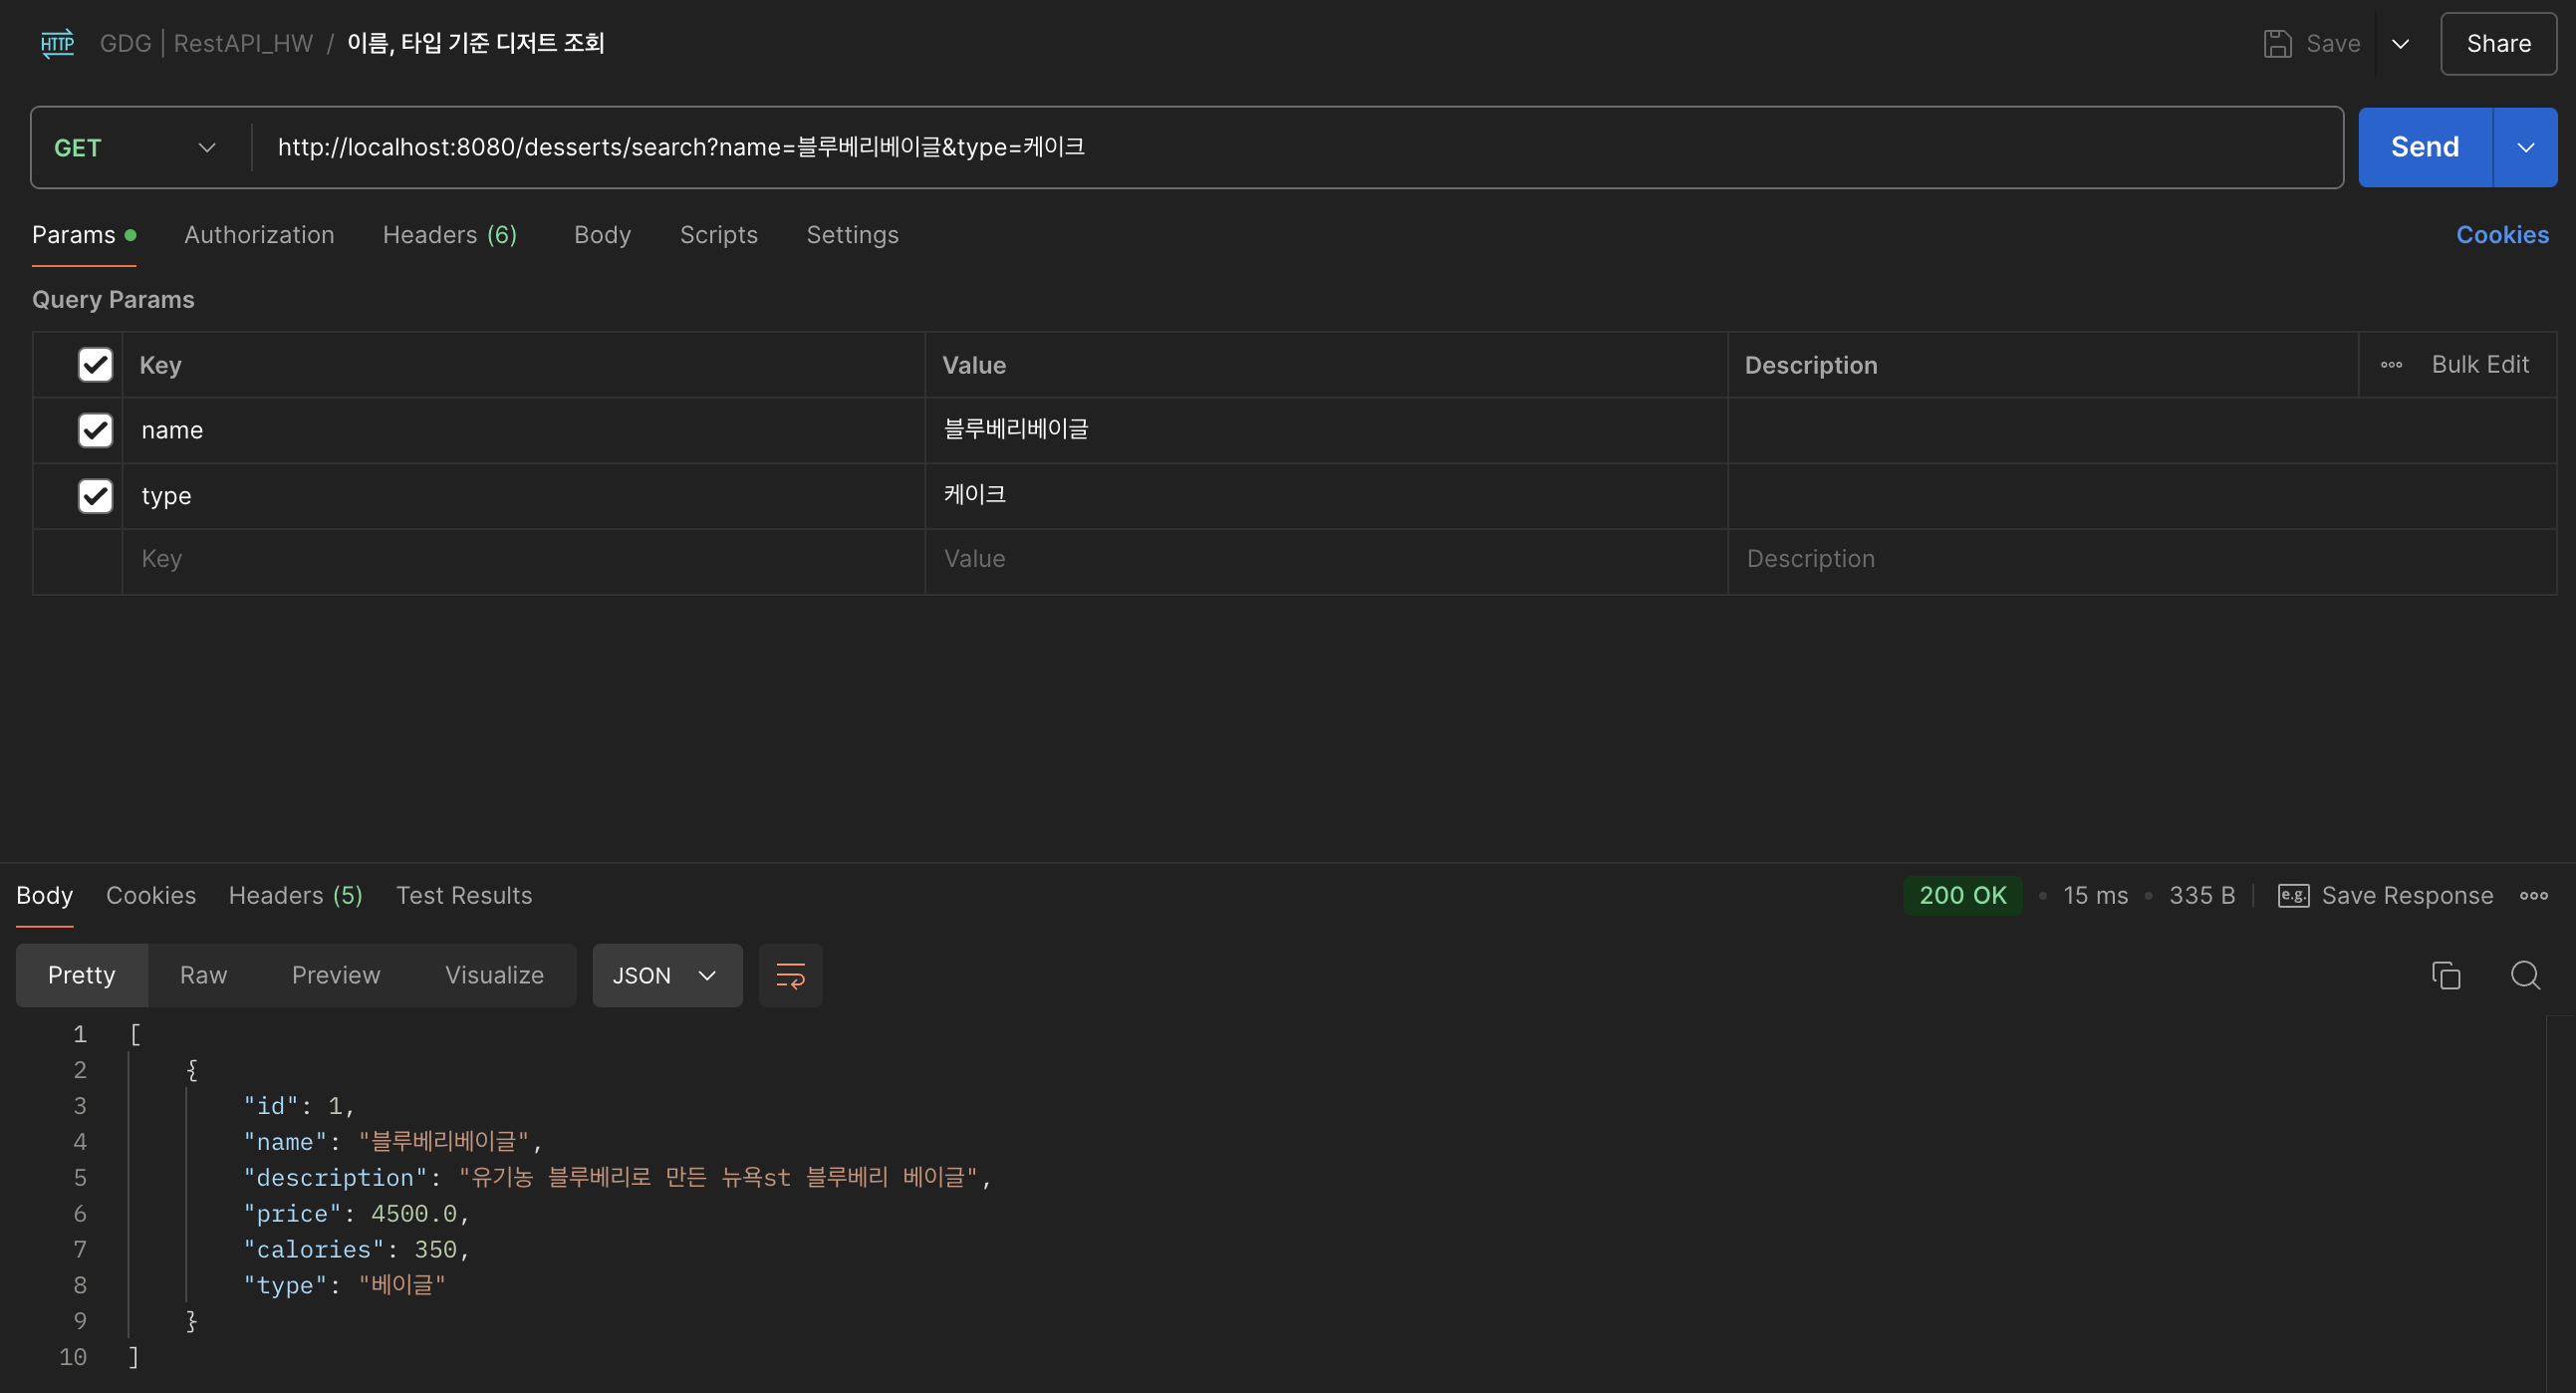 HTTP GDG | RestAPI_HW / 이름, 타입 기준 디저트 조회 Save Share
GET http://localhost:8080/desserts/search?name=블루베리베이글&type=케이크 Send
Params Authorization Headers (6) Body Scripts Settings Cookies
Query Params
Key Value Description Bulk Edit
name 블루베리베이글
type 케이크
Key Value Description
Body Cookies Headers (5) Test Results 200 OK 15 ms 335 B e.g. Save Response
Pretty Raw Preview Visualize JSON
1 [
2 {
3 "id": 1,
4 "name": "블루베리베이글",
5 "description": "유기농 블루베리로 만든 뉴욕st 블루베리 베이글",
6 "price": 4500.0,
7 "calories": 350,
8 "type": "베이글"
9 }
10 ]